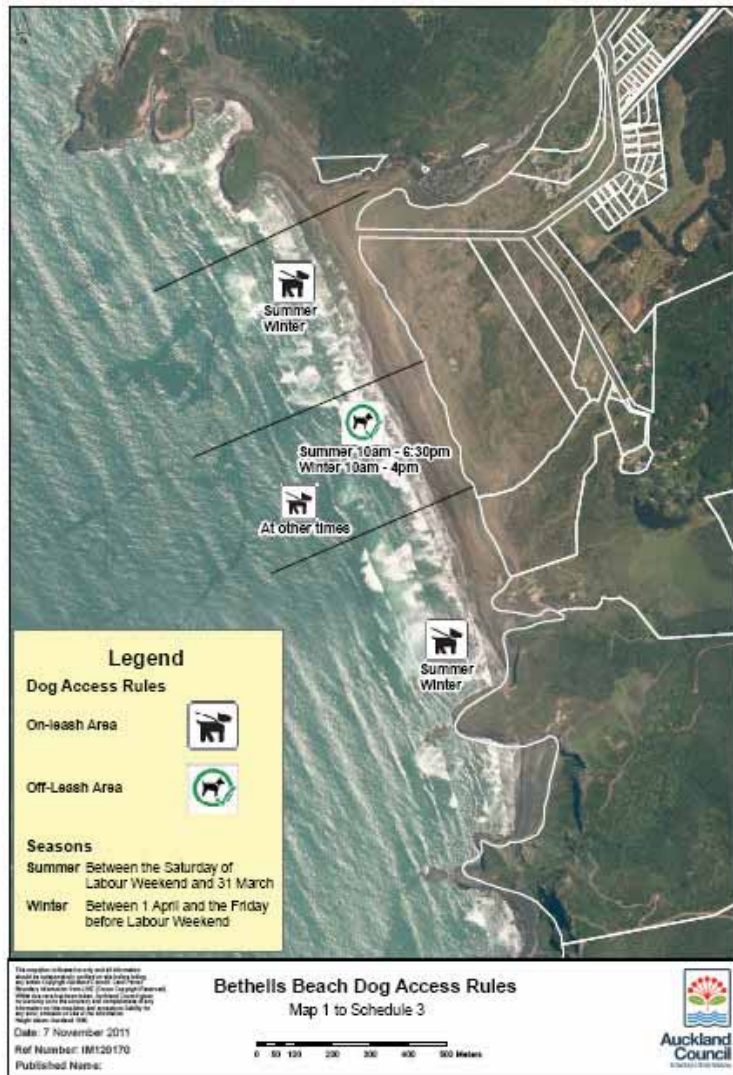 Summer
Winter
Summer 10am - 6:30pm
Winter 10am - 4pm
At other times
Summer
Winter
Legend
Dog Access Rules
On-leash Area
Off-Leash Area
Seasons
Summer Between the Saturday of
Labour Weekend and 31 March
Winter Between 1 April and the Friday
before Labour Weekend
Bethells Beach Dog Access Rules
Map 1 to Schedule 3
Date: 7 November 2011
Ref Number: IM120170
Published Name:
0 50 100 200 300 400 500 Meters
Auckland
Council